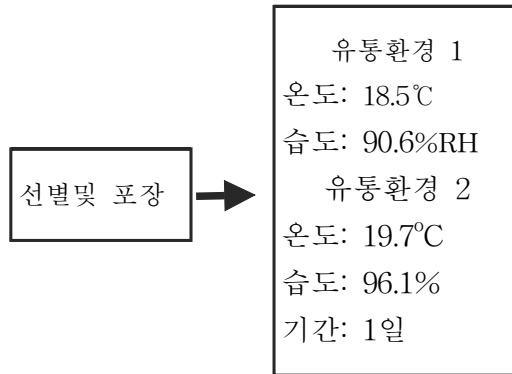 선별및 포장
유통환경 1
온도: 18.5℃
습도: 90.6%RH
유통환경 2
온도: 19.7°C
습도: 96.1%
기간: 1일